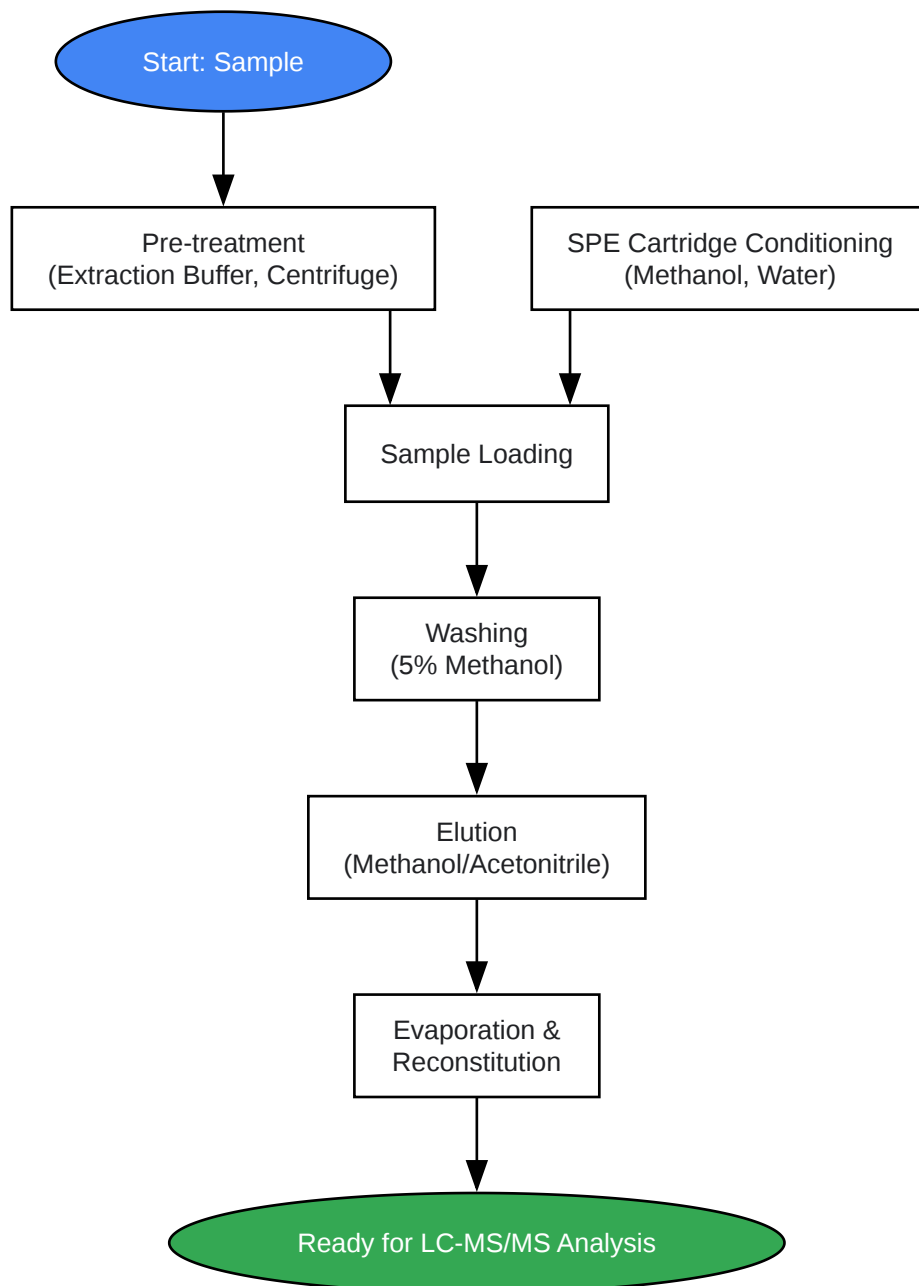 Start: Sample
Pre-treatment
(Extraction Buffer, Centrifuge)
SPE Cartridge Conditioning
(Methanol, Water)
Sample Loading
Washing
(5% Methanol)
Elution
(Methanol/Acetonitrile)
Evaporation &
Reconstitution
Ready for LC-MS/MS Analysis